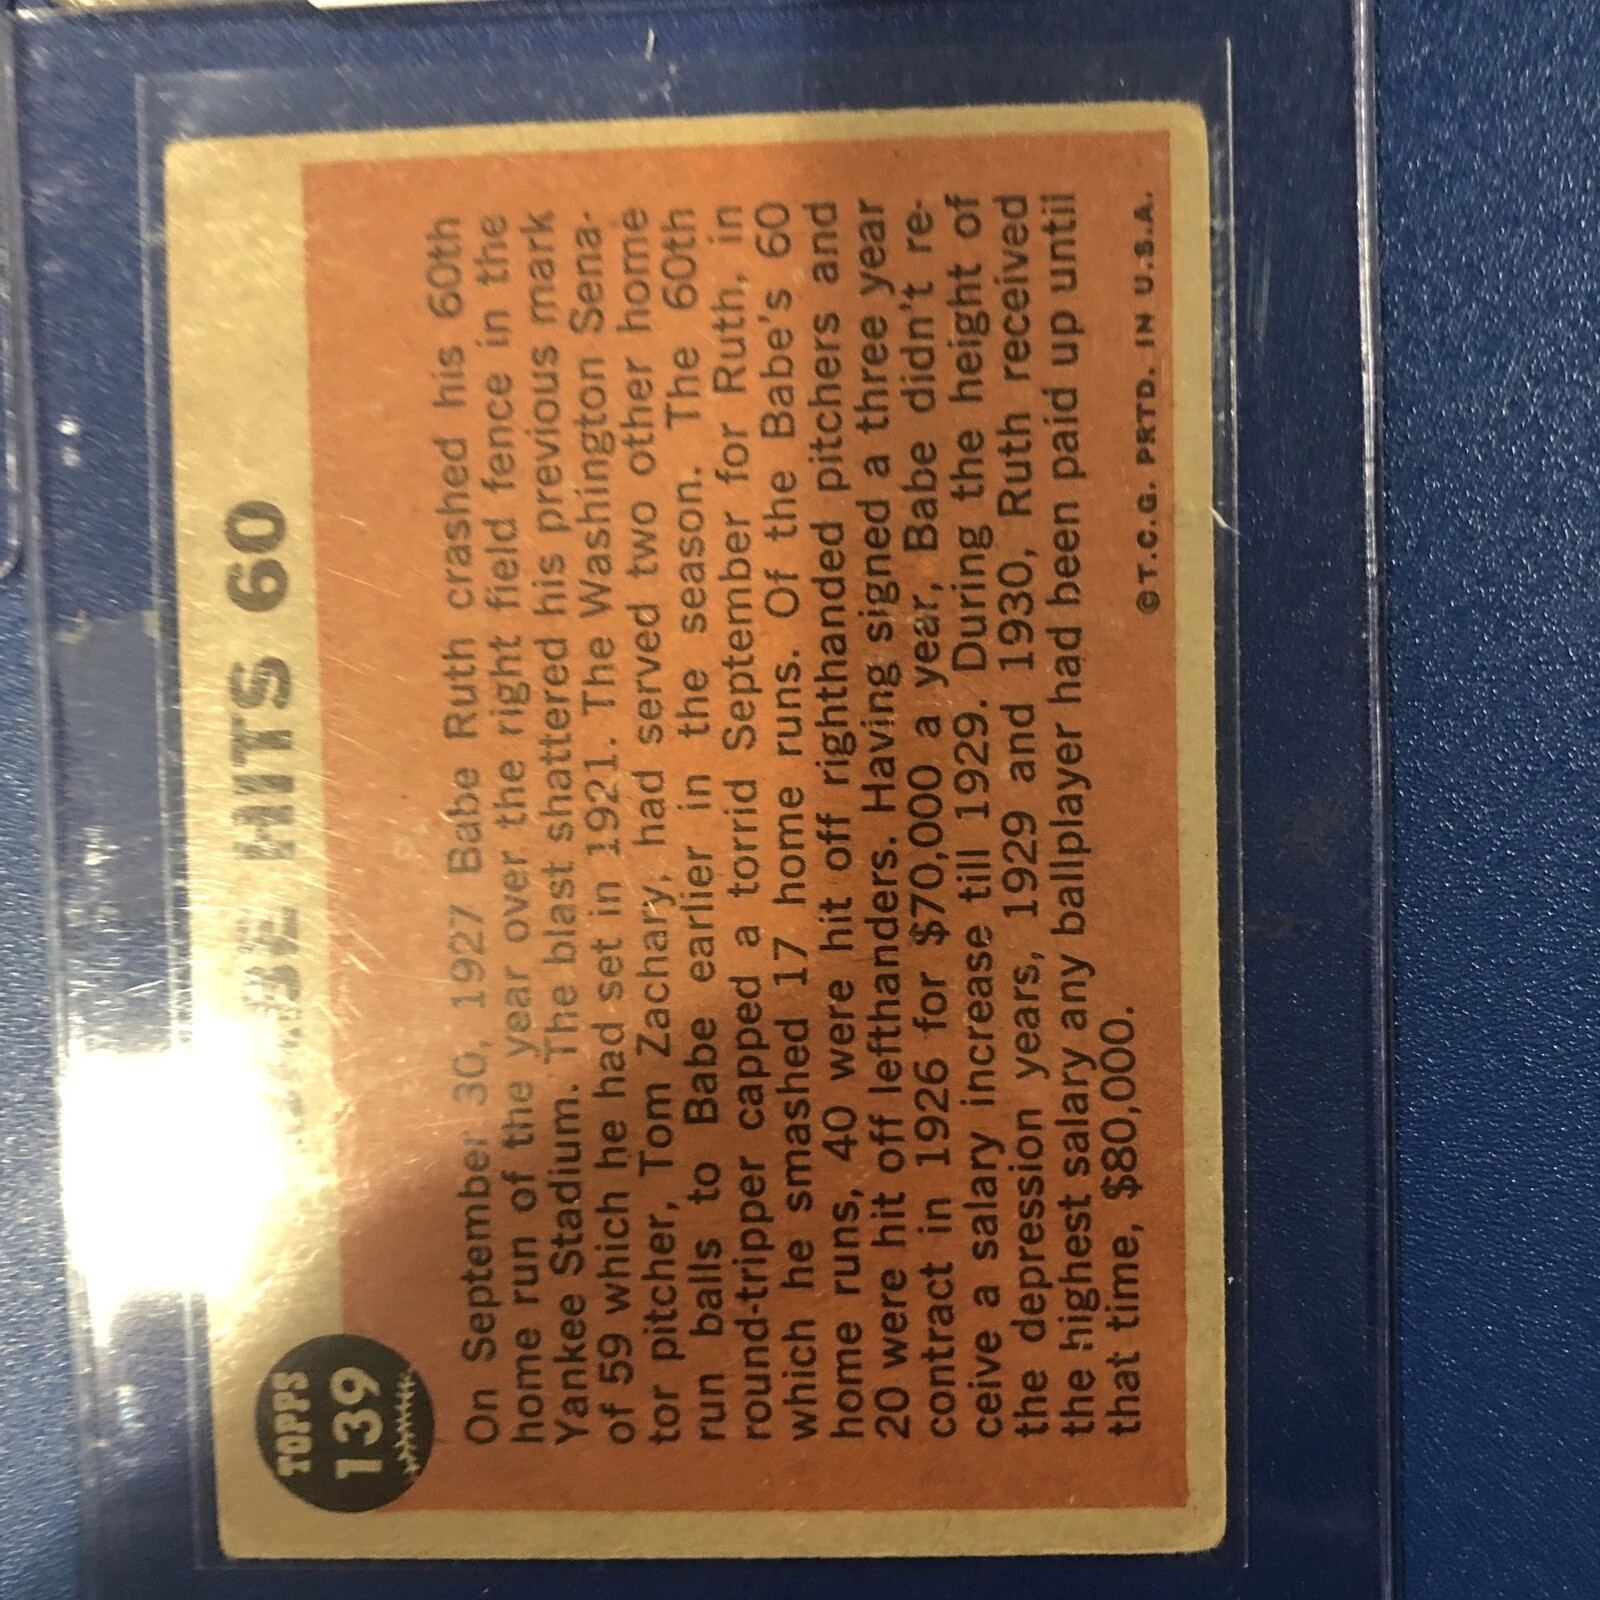 TOPPS
139
BABE HITS 60
On September 30, 1927 Babe Ruth crashed his 60th
home run of the year over the right field fence in the
Yankee Stadium. The blast shattered his previous mark
of 59 which he had set in 1921. The Washington Sena-
tor pitcher, Tom Zachary, had served two other home
run balls to Babe earlier in the season. The 60th
round-tripper capped a torrid September for Ruth, in
which he smashed 17 home runs. Of the Babe's 60
home runs, 40 were hit off righthanded pitchers and
20 were hit off lefthanders. Having signed a three year
contract in 1926 for $70,000 a year, Babe didn't re-
ceive a salary increase till 1929. During the height of
the depression years, 1929 and 1930, Ruth received
the highest salary any ballplayer had been paid up until
that time, $80,000.
© T.C.G. PRTD. IN U.S.A.